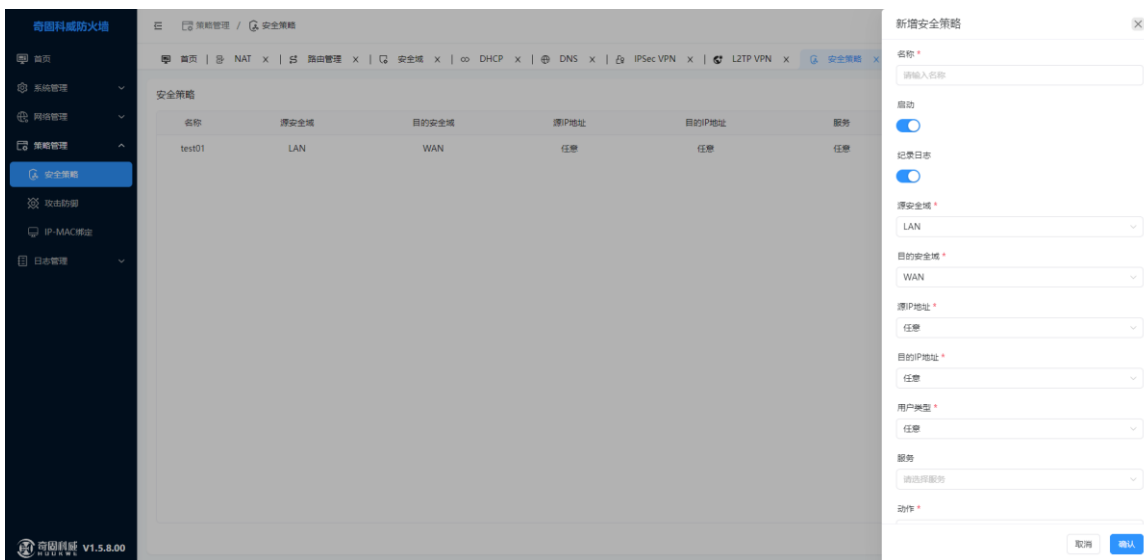 奇固科威防火墙
首页
系统管理
网络管理
策略管理
安全策略
攻击防御
IP-MAC绑定
日志管理
奇固科威 V1.5.8.00
策略管理 / 安全策略
首页 | NAT × | 路由管理 × | 安全域 × | DHCP × | DNS × | IPSec VPN × | L2TP VPN × 安全策略 ×
安全策略
名称 源安全域 目的安全域 源IP地址 目的IP地址 服务
test01 LAN WAN 任意 任意 任意
新增安全策略
名称 *
请输入名称
启动
纪录日志
源安全域 *
LAN
目的安全域 *
WAN
源IP地址 *
任意
目的IP地址 *
任意
用户类型 *
任意
服务
请选择服务
动作 *
取消 确认